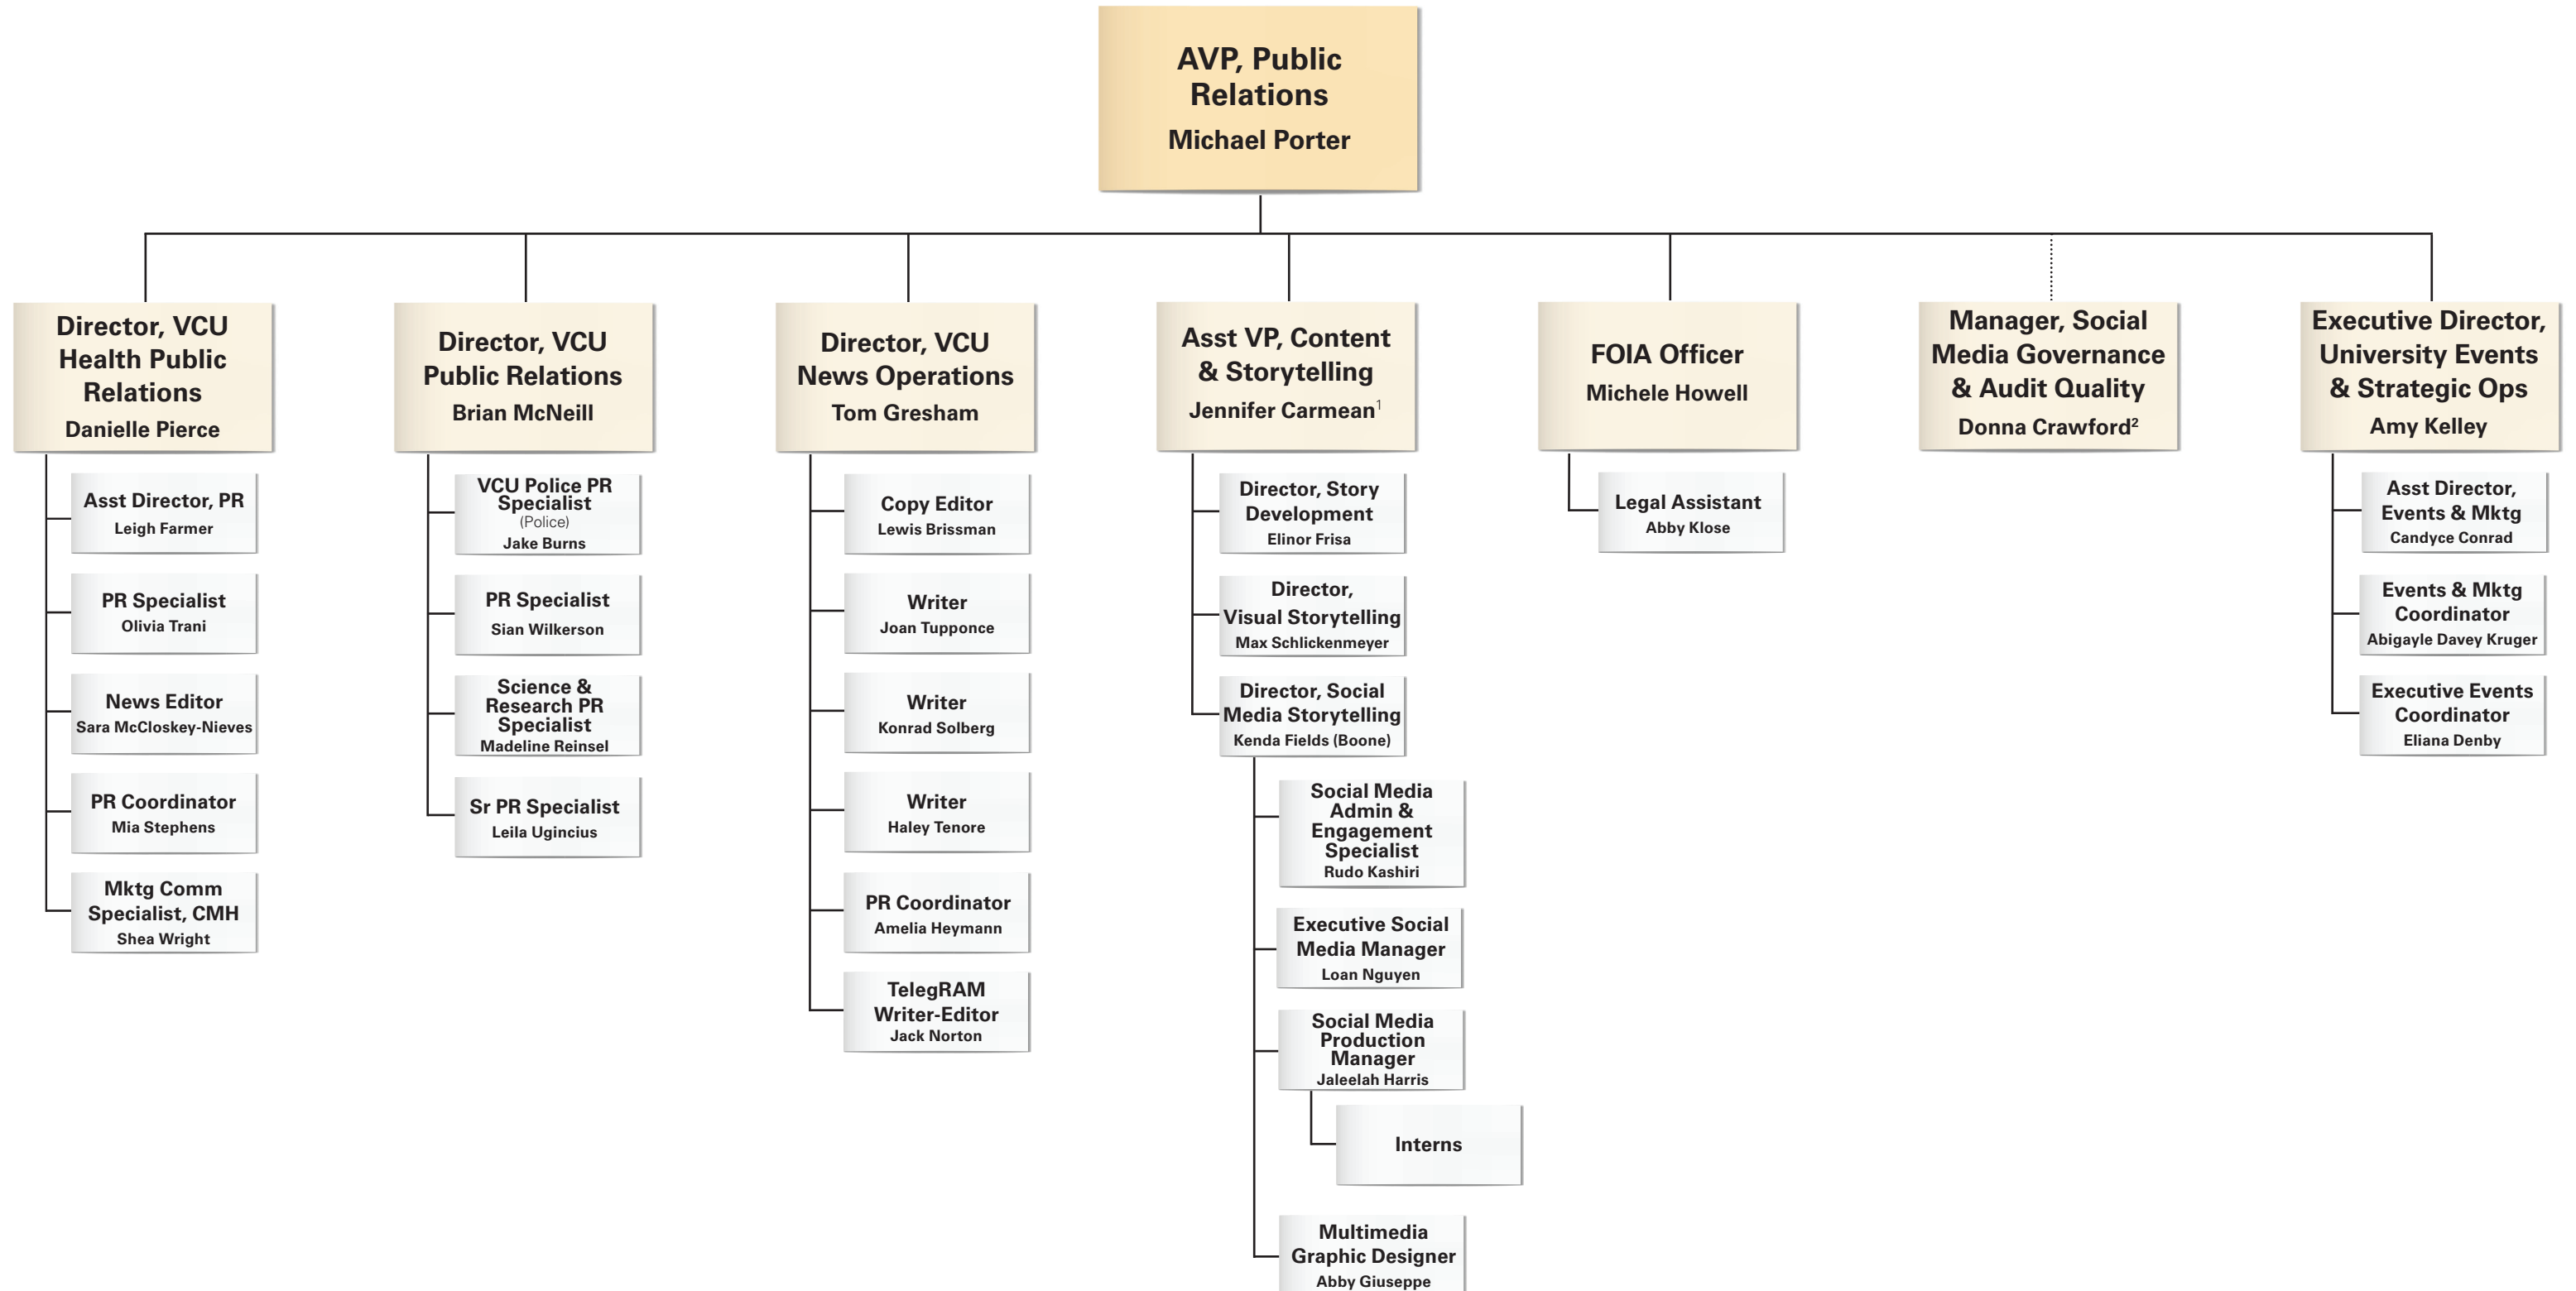 AVP, Public
Relations
Michael Porter
Director, VCU
Health Public
Relations
Danielle Pierce
Asst Director, PR
Leigh Farmer
PR Specialist
Olivia Trani
News Editor
Sara McCloskey-Nieves
PR Coordinator
Mia Stephens
Mktg Comm
Specialist, CMH
Shea Wright
Director, VCU
Public Relations
Brian McNeill
VCU Police PR
Specialist
(Police)
Jake Burns
PR Specialist
Sian Wilkerson
Science &
Research PR
Specialist
Madeline Reinsel
Sr PR Specialist
Leila Ugincius
Director, VCU
News Operations
Tom Gresham
Copy Editor
Lewis Brissman
Writer
Joan Tupponce
Writer
Konrad Solberg
Writer
Haley Tenore
PR Coordinator
Amelia Heymann
TelegRAM
Writer-Editor
Jack Norton
Asst VP, Content
& Storytelling
Jennifer Carmean¹
Director, Story
Development
Elinor Frisa
Director,
Visual Storytelling
Max Schlickenmeyer
Director, Social
Media Storytelling
Kenda Fields (Boone)
Social Media
Admin &
Engagement
Specialist
Rudo Kashiri
Executive Social
Media Manager
Loan Nguyen
Social Media
Production
Manager
Jaleelah Harris
Interns
Multimedia
Graphic Designer
Abby Giuseppe
FOIA Officer
Michele Howell
Legal Assistant
Abby Klose
Manager, Social
Media Governance
& Audit Quality
Donna Crawford²
Executive Director,
University Events
& Strategic Ops
Amy Kelley
Asst Director,
Events & Mktg
Candyce Conrad
Events & Mktg
Coordinator
Abigayle Davey Kruger
Executive Events
Coordinator
Eliana Denby